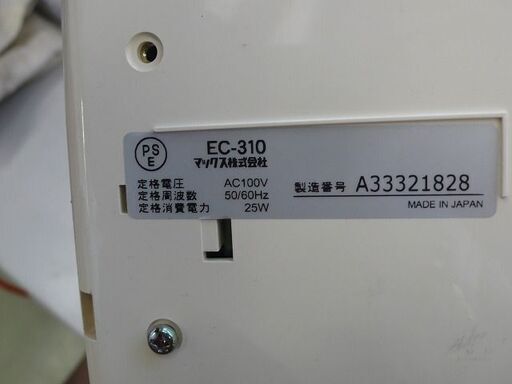 PS
E
EC-310
マックス株式会社
定格電圧 AC100V
定格周波数 50/60Hz
定格消費電力 25W
製造番号 A33321828
MADE IN JAPAN